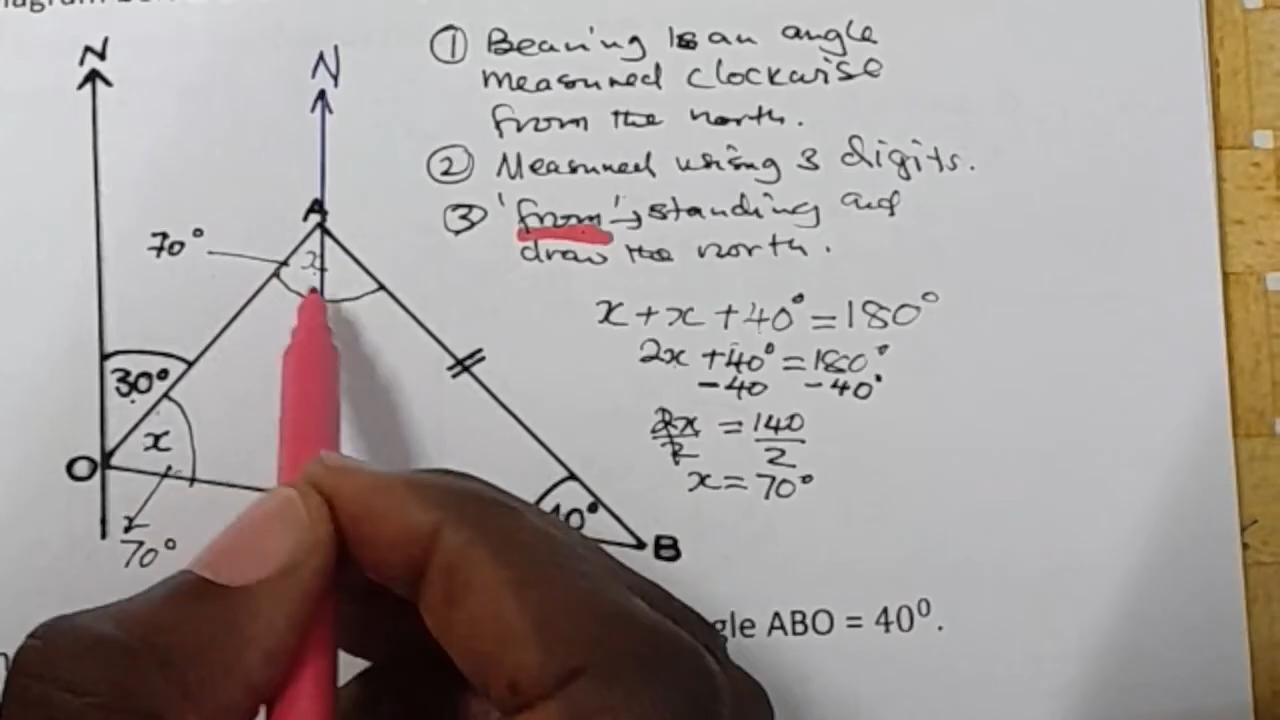 N
N
① Bearing is an angle
measured clockwise
from the north.
② Measured using 3 digits.
③ 'from' → standing and
draw the north.
A
70°
x
x + x + 40° = 180°
2x + 40° = 180°
-40 -40°
2x/2 = 140/2
x = 70°
30°
x
O
x
70°
40°
B
gle ABO = 40⁰.